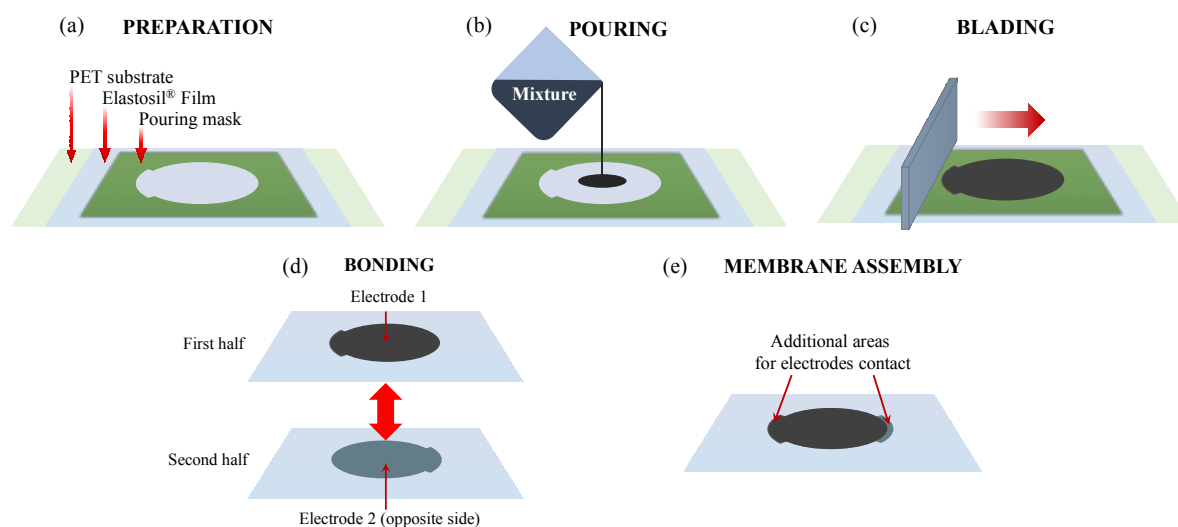 (a) PREPARATION
PET substrate
Elastosil® Film
Pouring mask
(b) POURING
Mixture
(c) BLADING
(d) BONDING
Electrode 1
First half
Second half
Electrode 2 (opposite side)
(e) MEMBRANE ASSEMBLY
Additional areas
for electrodes contact